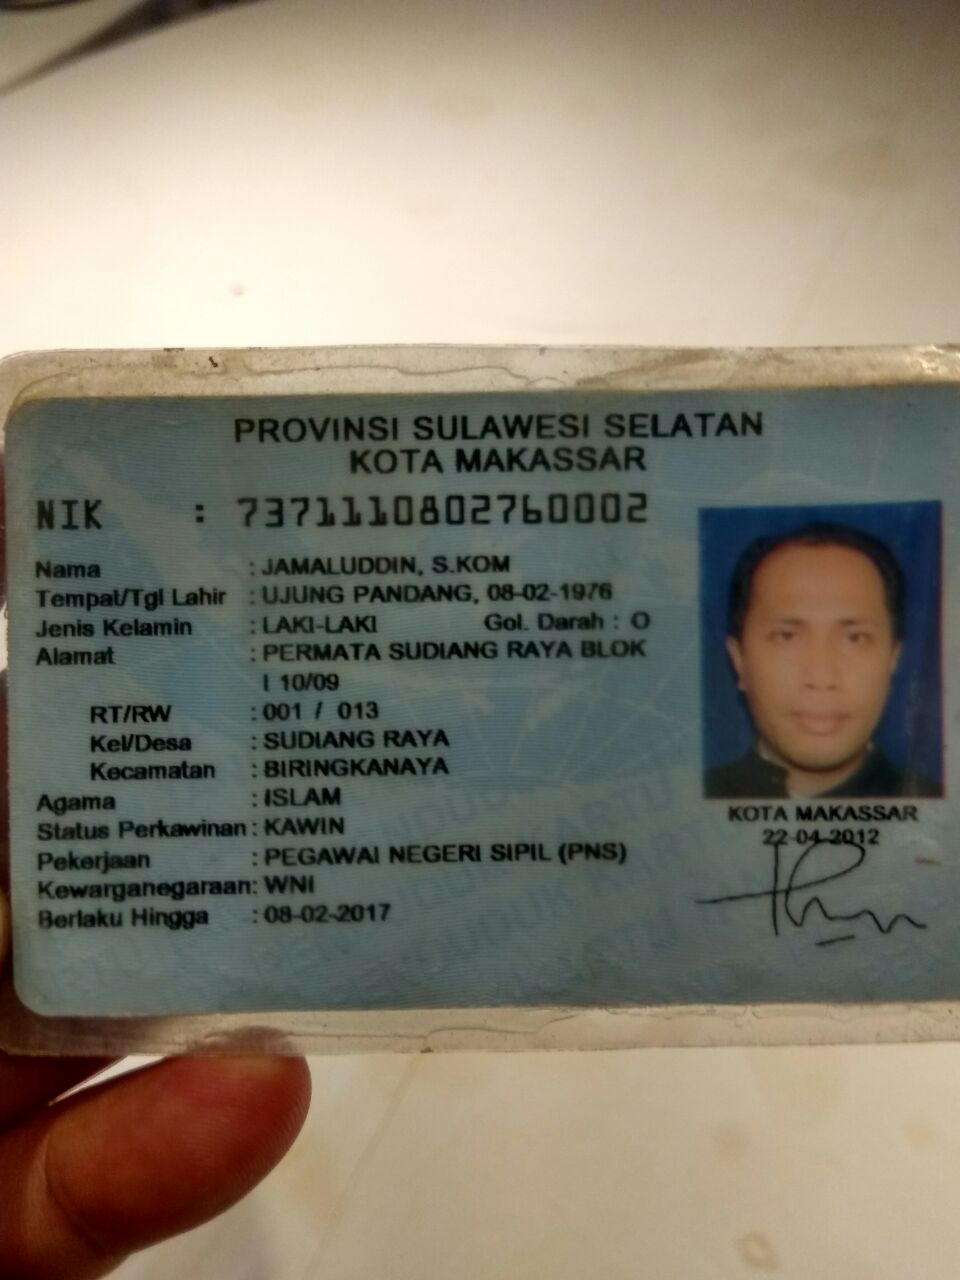 PROVINSI SULAWESI SELATAN
KOTA MAKASSAR
NIK : 7371110802760002
Nama : JAMALUDDIN, S.KOM
Tempat/Tgl Lahir : UJUNG PANDANG, 08-02-1976
Jenis Kelamin : LAKI-LAKI Gol. Darah : O
Alamat : PERMATA SUDIANG RAYA BLOK
I 10/09
RT/RW : 001 / 013
Kel/Desa : SUDIANG RAYA
Kecamatan : BIRINGKANAYA
Agama : ISLAM
Status Perkawinan : KAWIN
Pekerjaan : PEGAWAI NEGERI SIPIL (PNS)
Kewarganegaraan: WNI
Berlaku Hingga : 08-02-2017
KOTA MAKASSAR
22-04-2012